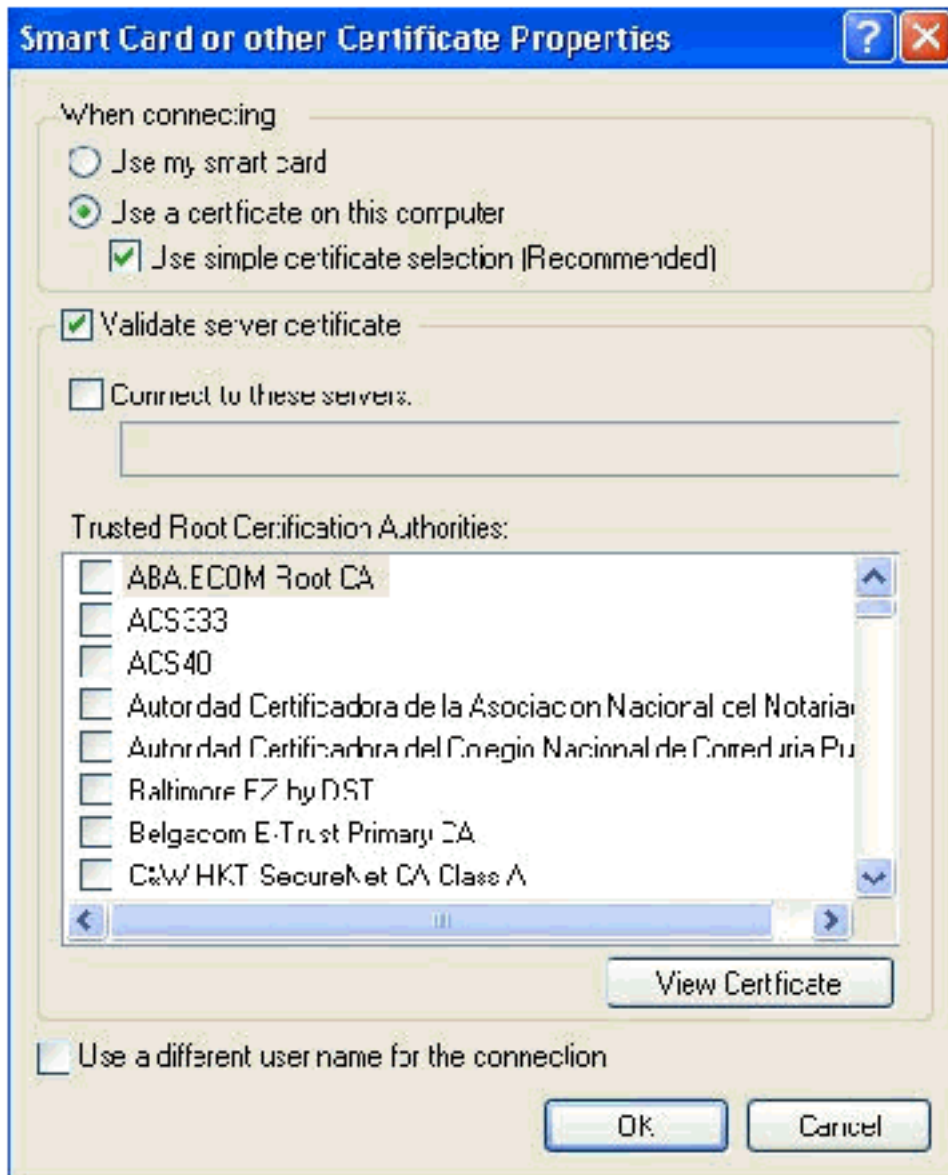 Smart Card or other Certificate Properties
When connecting
Use my smart card
Use a certificate on this computer
Use simple certificate selection (Recommended)
Validate server certificate
Connect to these servers:
Trusted Root Certification Authorities:
ABA.ECOM Root CA
ACS333
ACS40
Autoridad Certificadora de la Asociacion Nacional del Notaria
Autoridad Certificadora del Colegio Nacional de Correduria Pu
Baltimore EZ by DST
Belgacom E-Trust Primary CA
C&W HKT SecureNet CA Class A
View Certificate
Use a different user name for the connection
OK Cancel